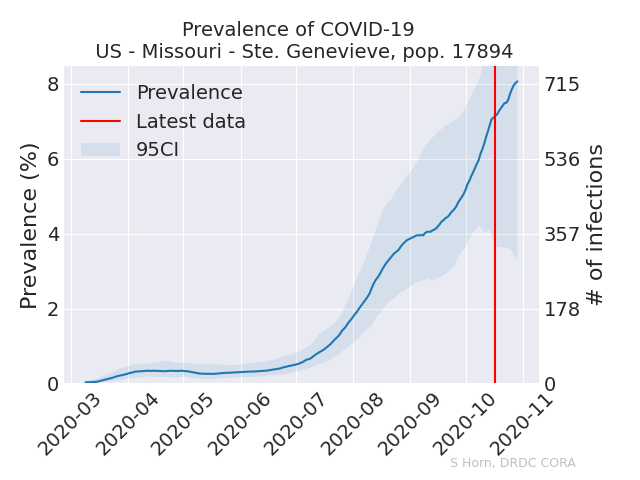 Prevalence of COVID-19
US - Missouri - Ste. Genevieve, pop. 17894
Prevalence
Latest data
95CI
Prevalence (%)
8
6
4
2
0
715
536
357
178
0
# of infections
2020-03
2020-04
2020-05
2020-06
2020-07
2020-08
2020-09
2020-10
2020-11
S Horn, DRDC CORA